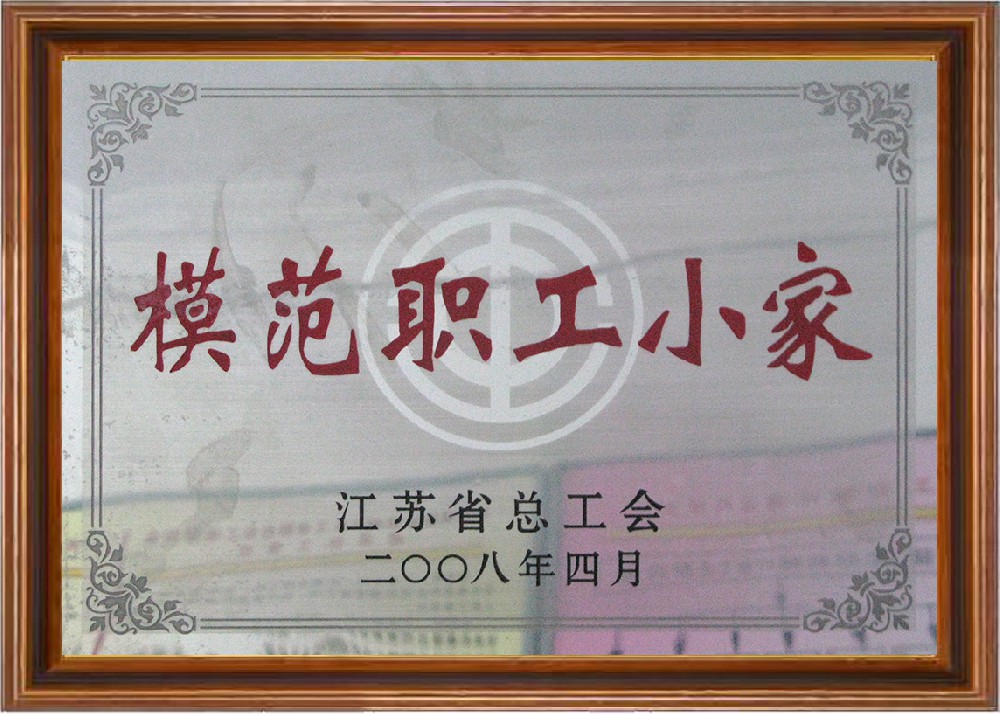 模范职工小家
江苏省总工会
二〇〇八年四月